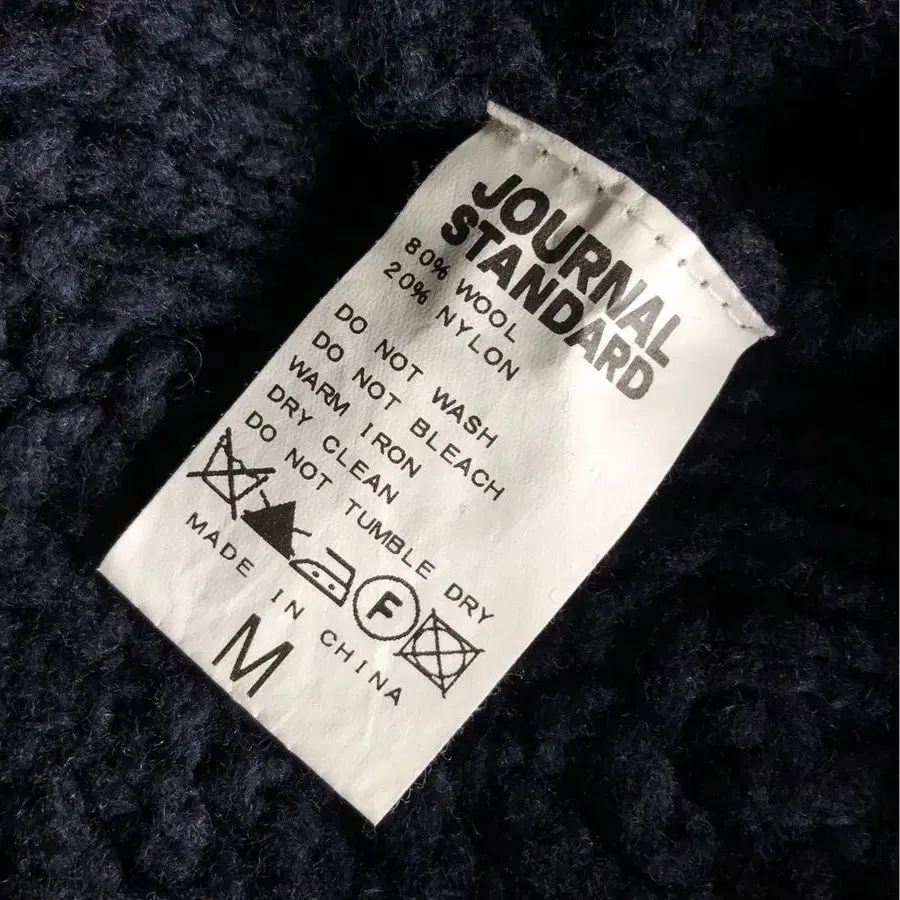 JOURNAL
STANDARD
80% WOOL
20% NYLON
DO NOT WASH
DO NOT BLEACH
WARM IRON
DRY CLEAN
DO NOT TUMBLE DRY
F
MADE IN CHINA
M